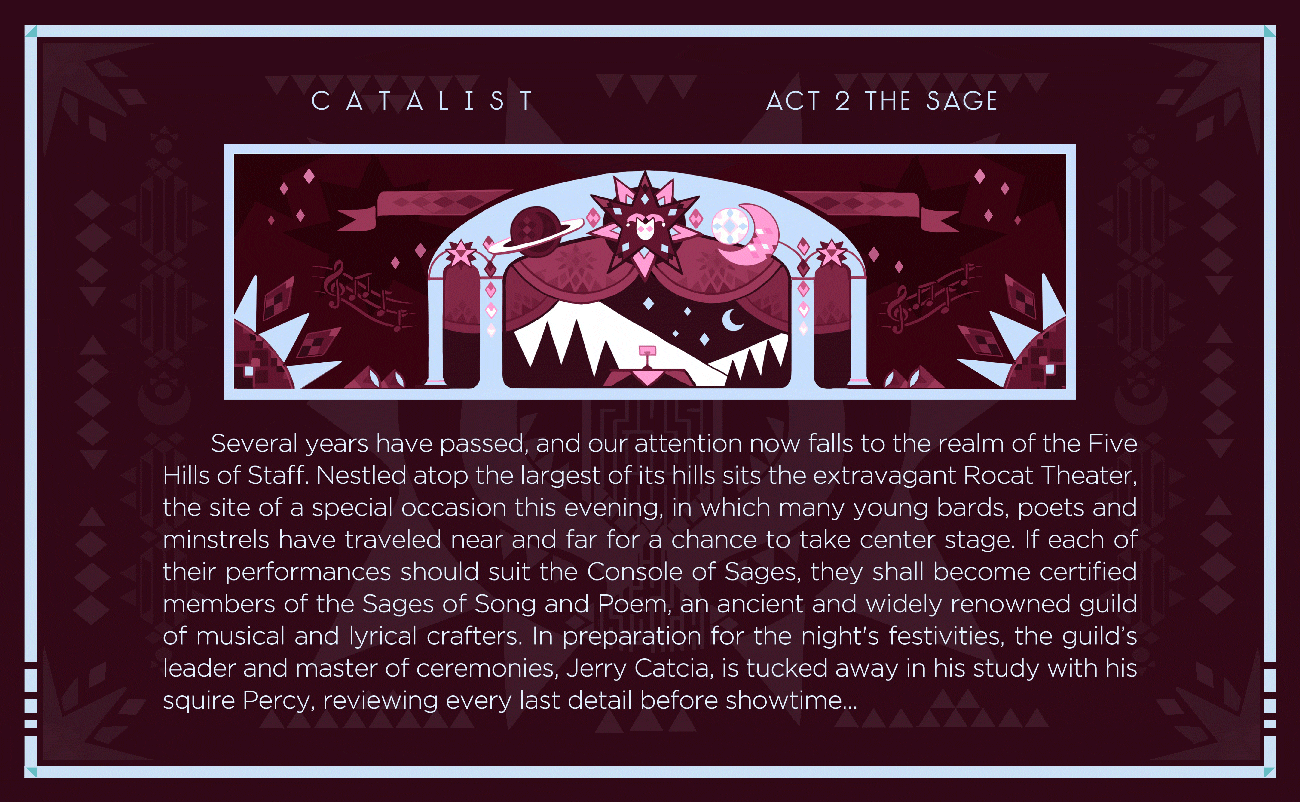 CATALIST
ACT 2 THE SAGE
Several years have passed, and our attention now falls to the realm of the Five
Hills of Staff. Nestled atop the largest of its hills sits the extravagant Rocat Theater,
the site of a special occasion this evening, in which many young bards, poets and
minstrels have traveled near and far for a chance to take center stage. If each of
their performances should suit the Console of Sages, they shall become certified
members of the Sages of Song and Poem, an ancient and widely renowned guild
of musical and lyrical crafters. In preparation for the night's festivities, the guild’s
leader and master of ceremonies, Jerry Catcia, is tucked away in his study with his
squire Percy, reviewing every last detail before showtime...